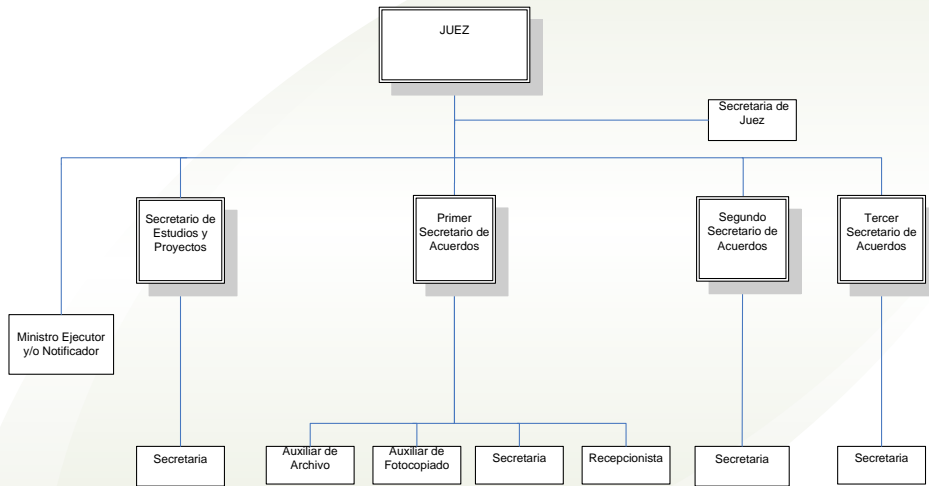 JUEZ
Secretaria de
Juez
Secretario de
Estudios y
Proyectos
Primer
Secretario de
Acuerdos
Segundo
Secretario de
Acuerdos
Tercer
Secretario de
Acuerdos
Ministro Ejecutor
y/o Notificador
Secretaria
Auxiliar de
Archivo
Auxiliar de
Fotocopiado
Secretaria
Recepcionista
Secretaria
Secretaria